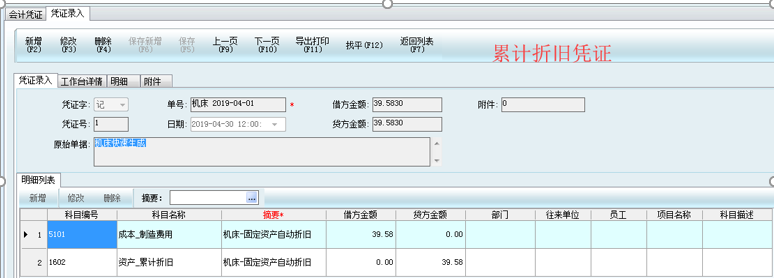 会计凭证 凭证录入
新增 修改 删除 保存新增 保存 上一页 下一页 导出打印 找平(F12) 返回列表
(F2) (F3) (F4) (F6) (F5) (F9) (F10) (F11) (F7)
累计折旧凭证
凭证录入 工作台详情 明细 附件
凭证字: 记 单号: 机床 2019-04-01 * 借方金额: 39.5830 附件: 0
凭证号: 1 日期: 2019-04-30 12:00: 贷方金额: 39.5830
原始单据: 机床快速生成
明细列表
新增 修改 删除 摘要: ...
科目编号 科目名称 摘要* 借方金额 贷方金额 部门 往来单位 员工 项目名称 科目描述
1 5101 成本_制造费用 机床-固定资产自动折旧 39.58 0.00
2 1602 资产_累计折旧 机床-固定资产自动折旧 0.00 39.58